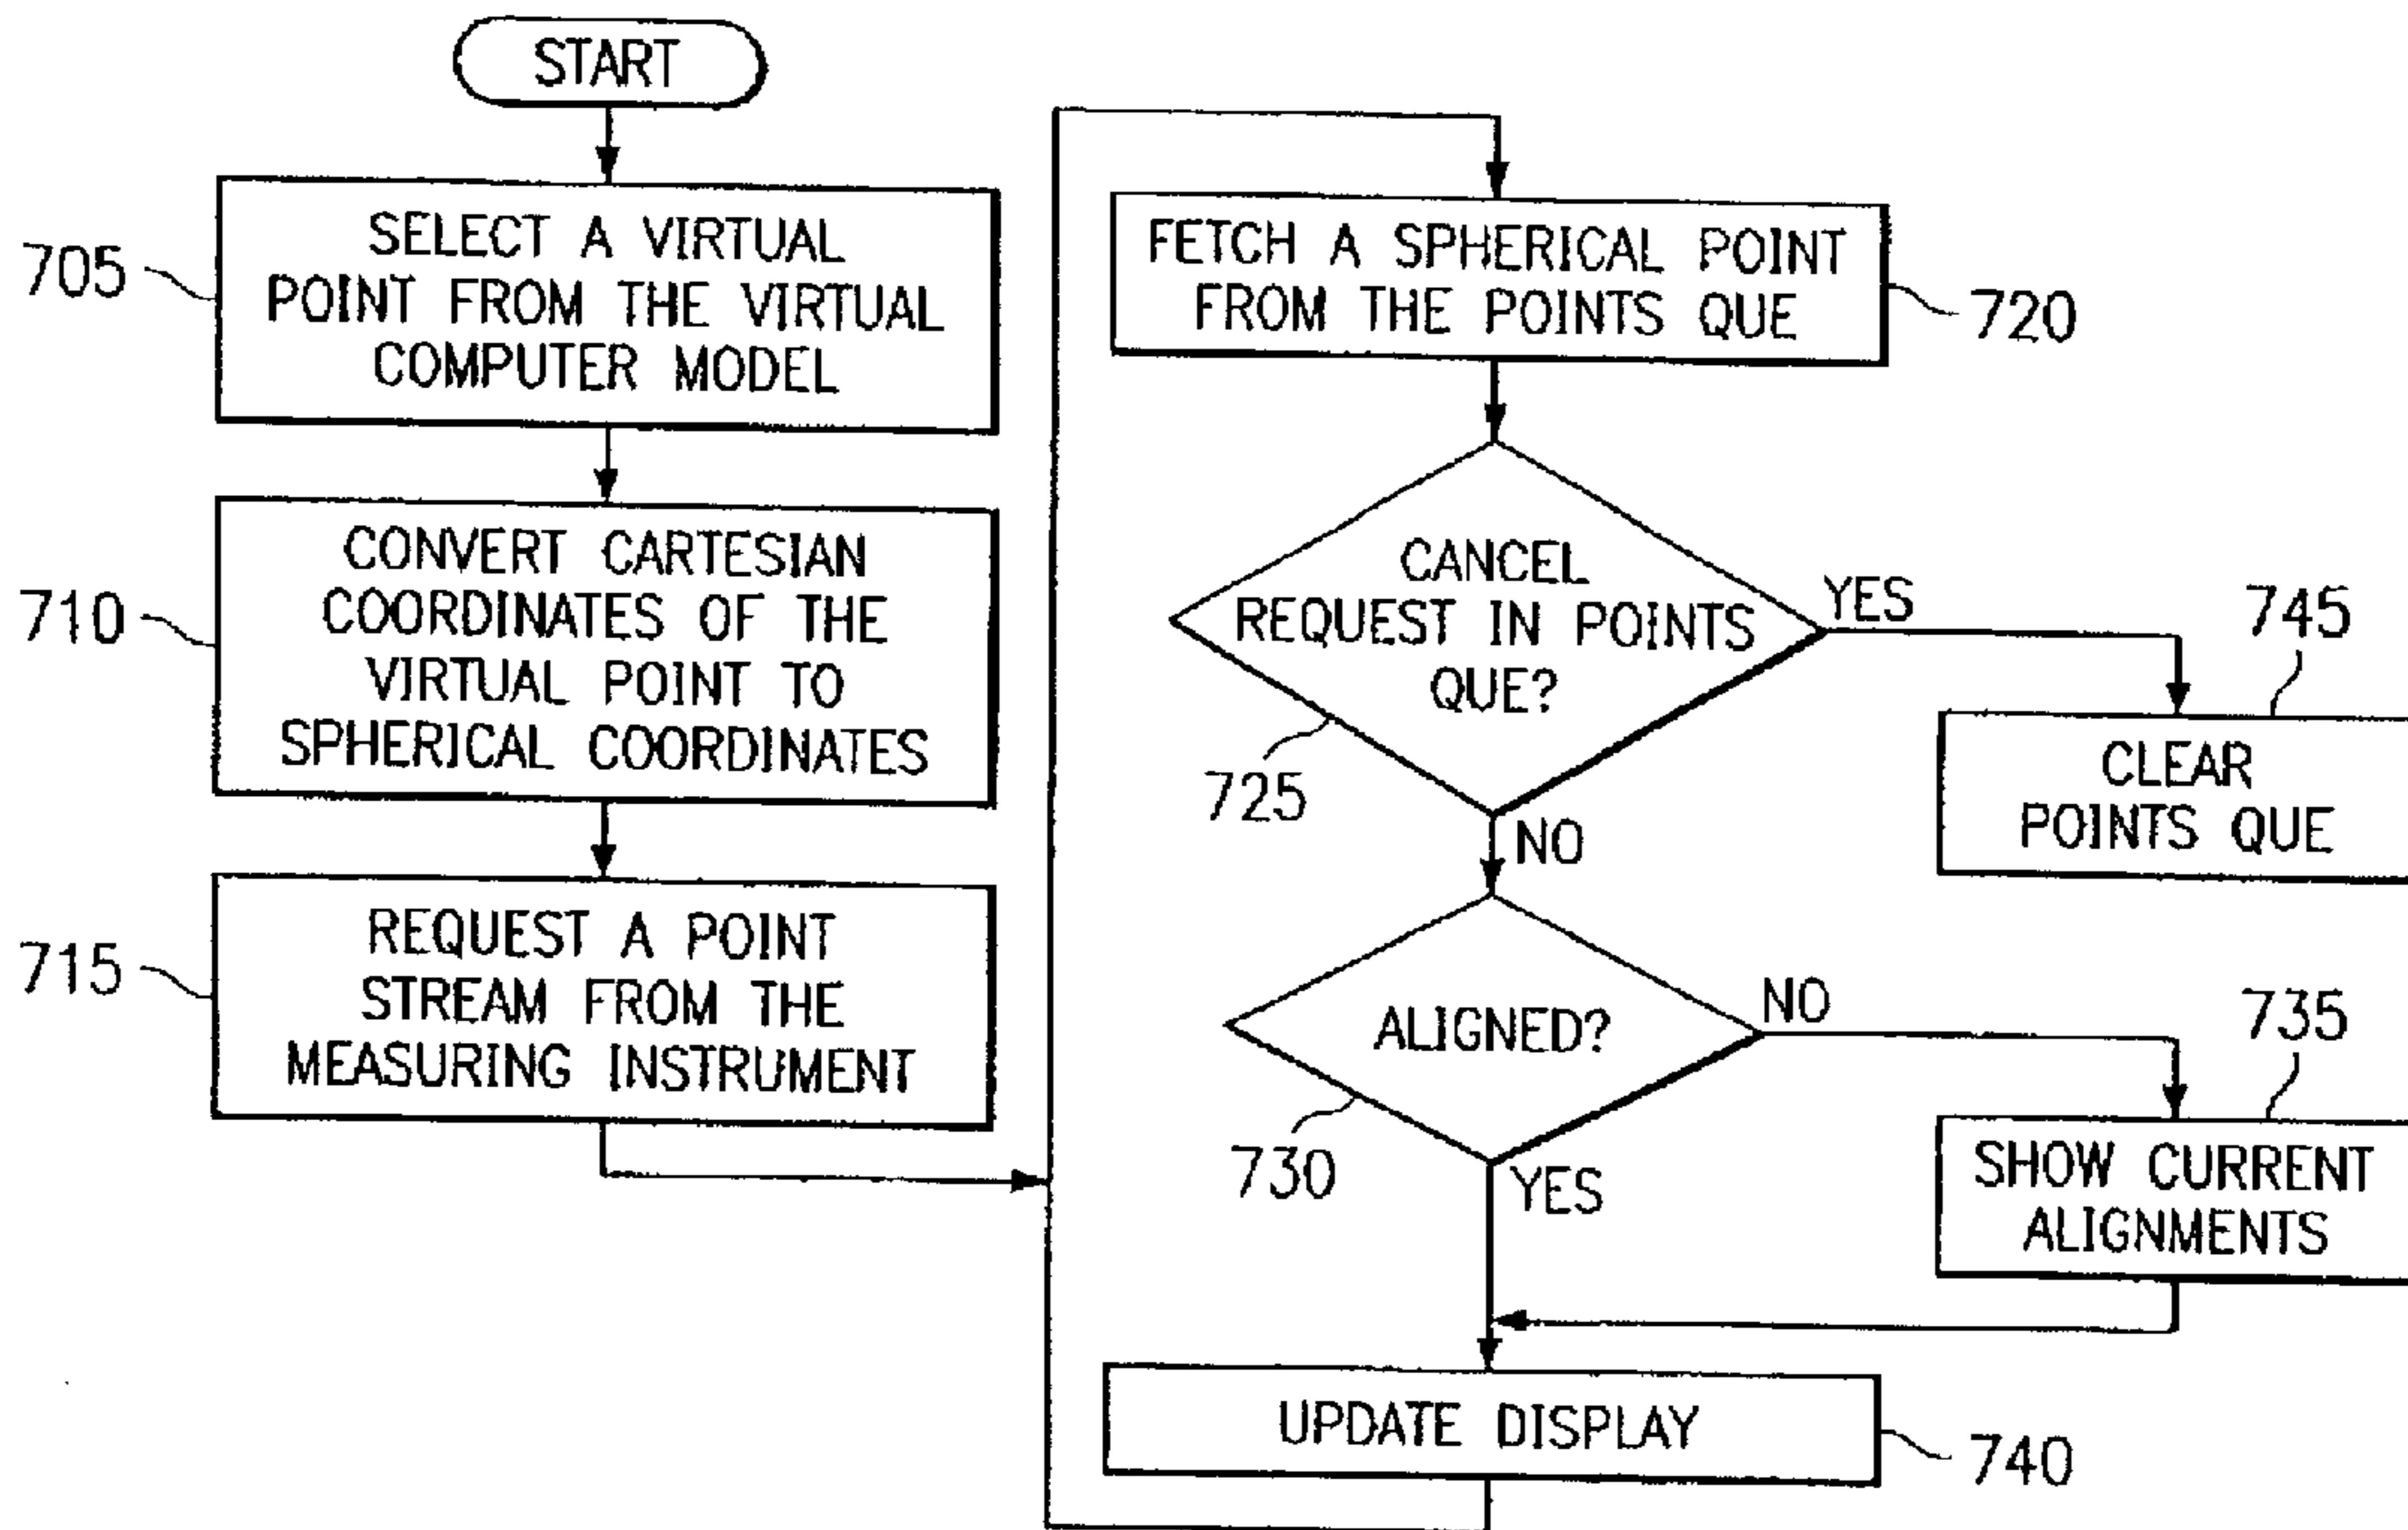 START
705
SELECT A VIRTUAL
POINT FROM THE VIRTUAL
COMPUTER MODEL
710
CONVERT CARTESIAN
COORDINATES OF THE
VIRTUAL POINT TO
SPHERICAL COORDINATES
715
REQUEST A POINT
STREAM FROM THE
MEASURING INSTRUMENT
FETCH A SPHERICAL POINT
FROM THE POINTS QUE
720
CANCEL
REQUEST IN POINTS
QUE?
725
YES
NO
745
CLEAR
POINTS QUE
ALIGNED?
730
NO
YES
735
SHOW CURRENT
ALIGNMENTS
UPDATE DISPLAY
740